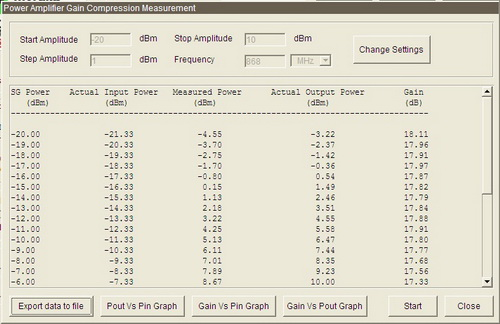 Power Amplifier Gain Compression Measurement
Start Amplitude -20 dBm Stop Amplitude 10 dBm
Step Amplitude 1 dBm Frequency 868 MHz
Change Settings
SG Power Actual Input Power Measured Power Actual Output Power Gain
(dBm) (dBm) (dBm) (dBm) (dB)
-20.00 -21.33 -4.55 -3.22 18.11
-19.00 -20.33 -3.70 -2.37 17.96
-18.00 -19.33 -2.75 -1.42 17.91
-17.00 -18.33 -1.70 -0.36 17.97
-16.00 -17.33 -0.80 0.54 17.87
-15.00 -16.33 0.15 1.49 17.82
-14.00 -15.33 1.13 2.46 17.79
-13.00 -14.33 2.18 3.51 17.84
-12.00 -13.33 3.22 4.55 17.88
-11.00 -12.33 4.25 5.58 17.91
-10.00 -11.33 5.13 6.47 17.80
-9.00 -10.33 6.11 7.44 17.77
-8.00 -9.33 7.01 8.35 17.68
-7.00 -8.33 7.89 9.23 17.56
-6.00 -7.33 8.67 10.00 17.33
Export data to file Pout Vs Pin Graph Gain Vs Pin Graph Gain Vs Pout Graph Start Close